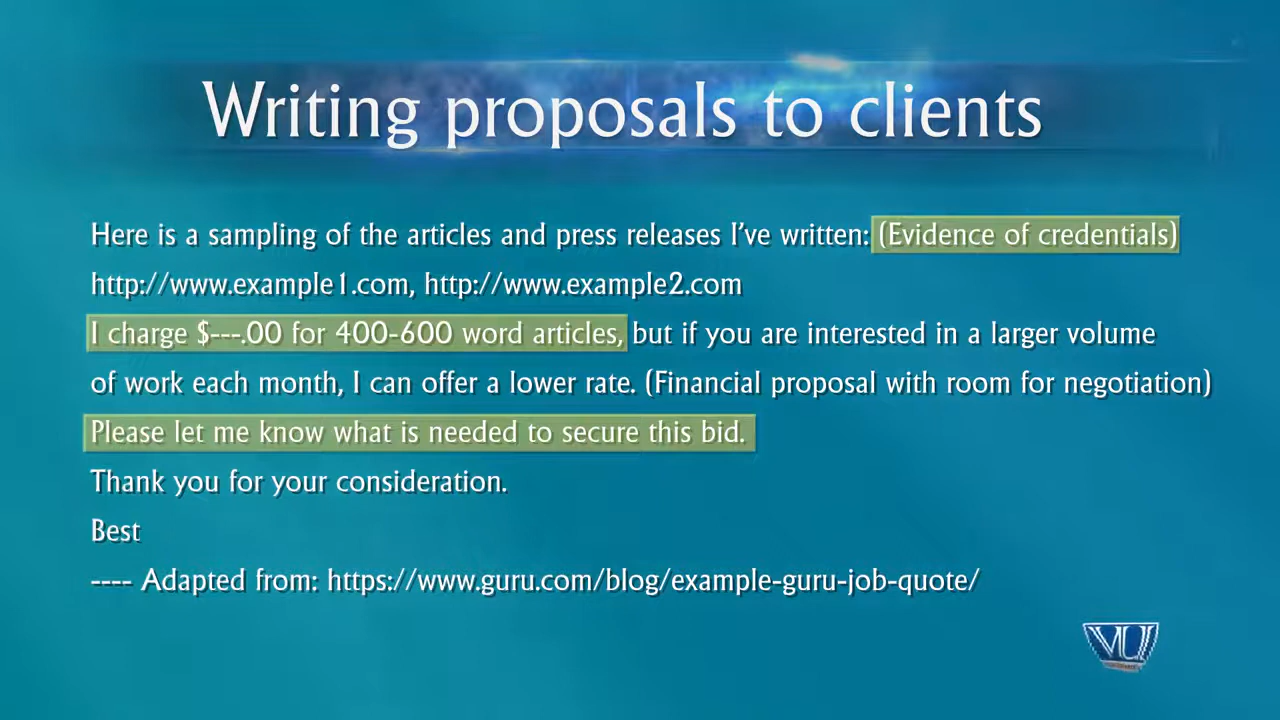 Writing proposals to clients
Here is a sampling of the articles and press releases I've written: (Evidence of credentials)
http://www.example1.com, http://www.example2.com
I charge $---.00 for 400-600 word articles, but if you are interested in a larger volume
of work each month, I can offer a lower rate. (Financial proposal with room for negotiation)
Please let me know what is needed to secure this bid.
Thank you for your consideration.
Best
---- Adapted from: https://www.guru.com/blog/example-guru-job-quote/
VU